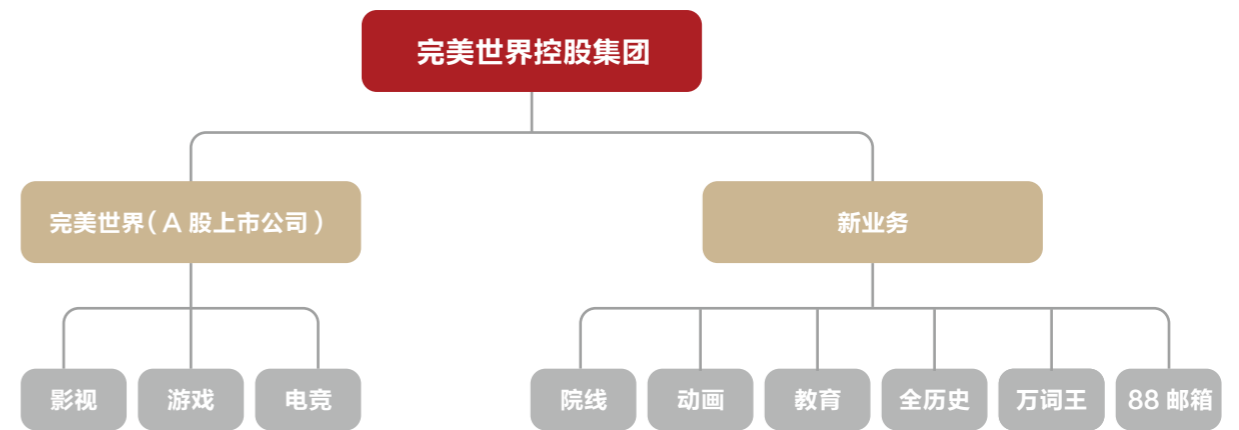 完美世界控股集团
完美世界（A 股上市公司）
新业务
影视
游戏
电竞
院线
动画
教育
全历史
万词王
88 邮箱